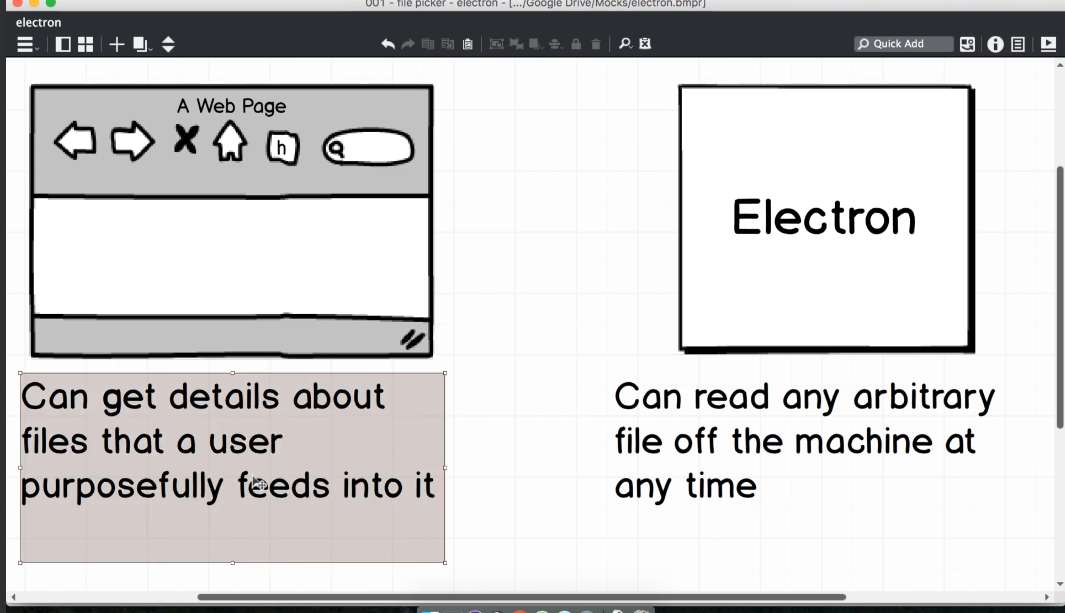 001 - file picker - electron - [.../Google Drive/Mocks/electron.bmpr]
electron
Quick Add
A Web Page
h
Electron
Can get details about
files that a user
purposefully feeds into it
Can read any arbitrary
file off the machine at
any time